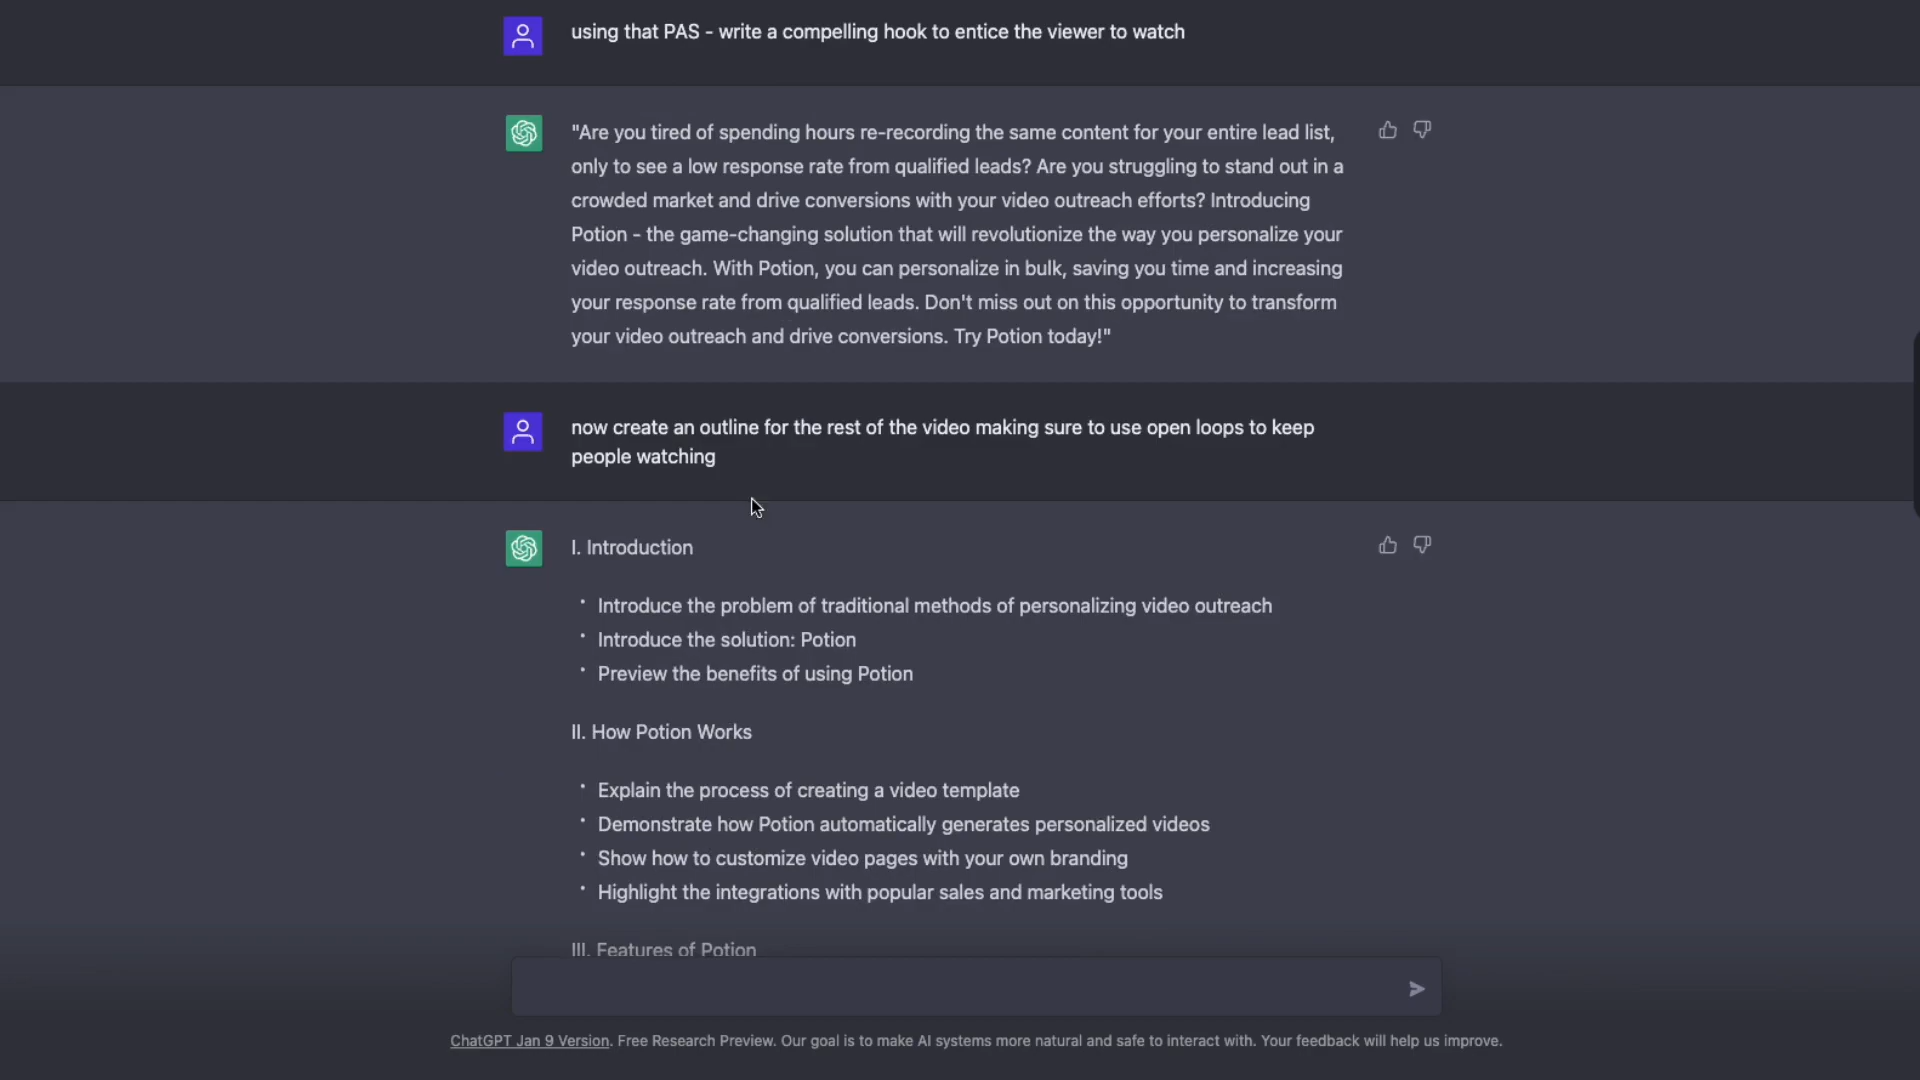 using that PAS - write a compelling hook to entice the viewer to watch
"Are you tired of spending hours re-recording the same content for your entire lead list,
only to see a low response rate from qualified leads? Are you struggling to stand out in a
crowded market and drive conversions with your video outreach efforts? Introducing
Potion - the game-changing solution that will revolutionize the way you personalize your
video outreach. With Potion, you can personalize in bulk, saving you time and increasing
your response rate from qualified leads. Don't miss out on this opportunity to transform
your video outreach and drive conversions. Try Potion today!"
now create an outline for the rest of the video making sure to use open loops to keep
people watching
I. Introduction
• Introduce the problem of traditional methods of personalizing video outreach
• Introduce the solution: Potion
• Preview the benefits of using Potion
II. How Potion Works
• Explain the process of creating a video template
• Demonstrate how Potion automatically generates personalized videos
• Show how to customize video pages with your own branding
• Highlight the integrations with popular sales and marketing tools
III. Features of Potion
ChatGPT Jan 9 Version. Free Research Preview. Our goal is to make AI systems more natural and safe to interact with. Your feedback will help us improve.